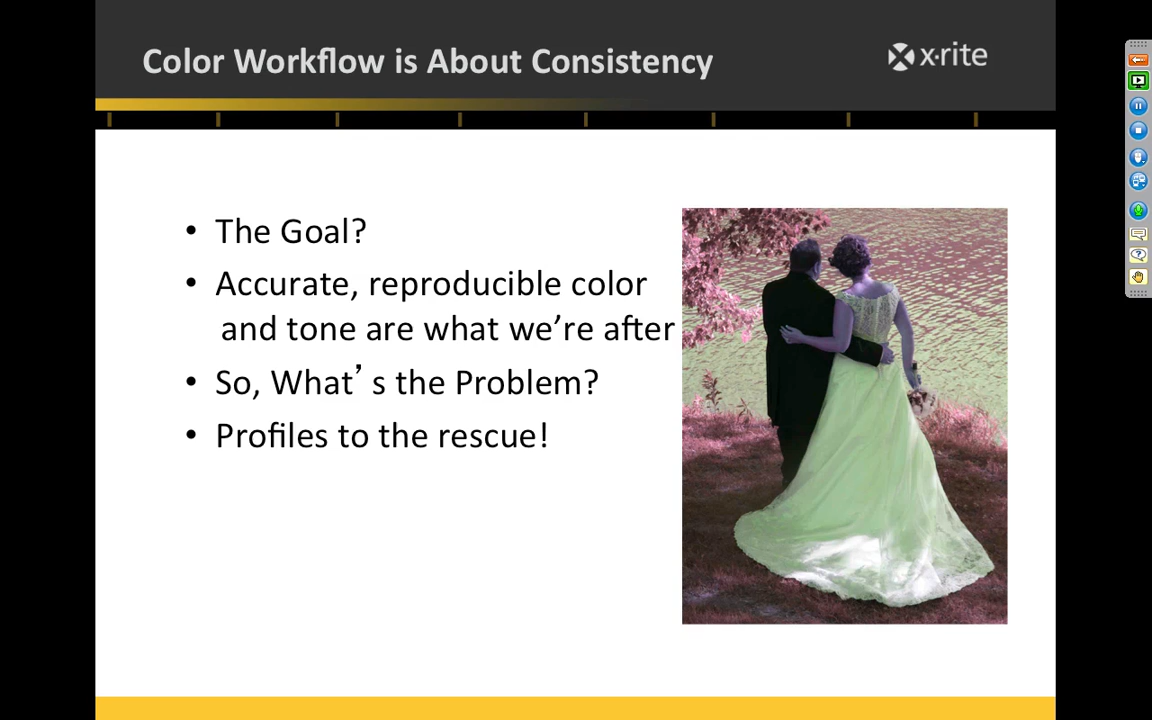 Color Workflow is About Consistency
x·rite
• The Goal?
• Accurate, reproducible color
and tone are what we’re after
• So, What’ s the Problem?
• Profiles to the rescue!